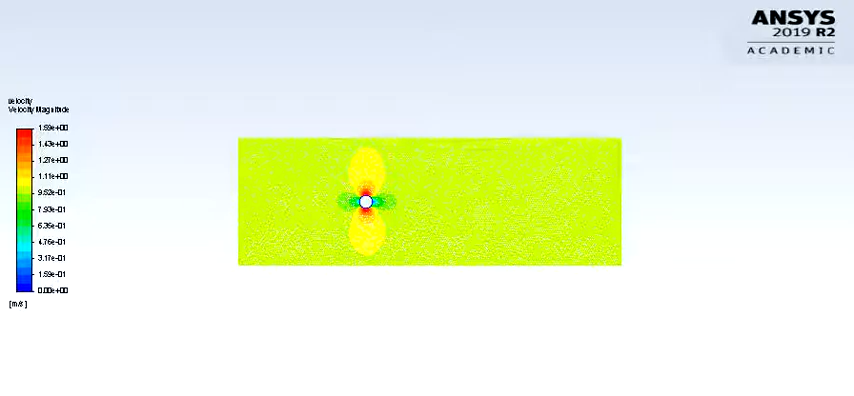 ANSYS
2019 R2
ACADEMIC
velocity
Velocity Magnitude
1.59e+00
1.43e+00
1.27e+00
1.11e+00
9.52e-01
7.93e-01
6.35e-01
4.76e-01
3.17e-01
1.59e-01
0.00e+00
[m/s]